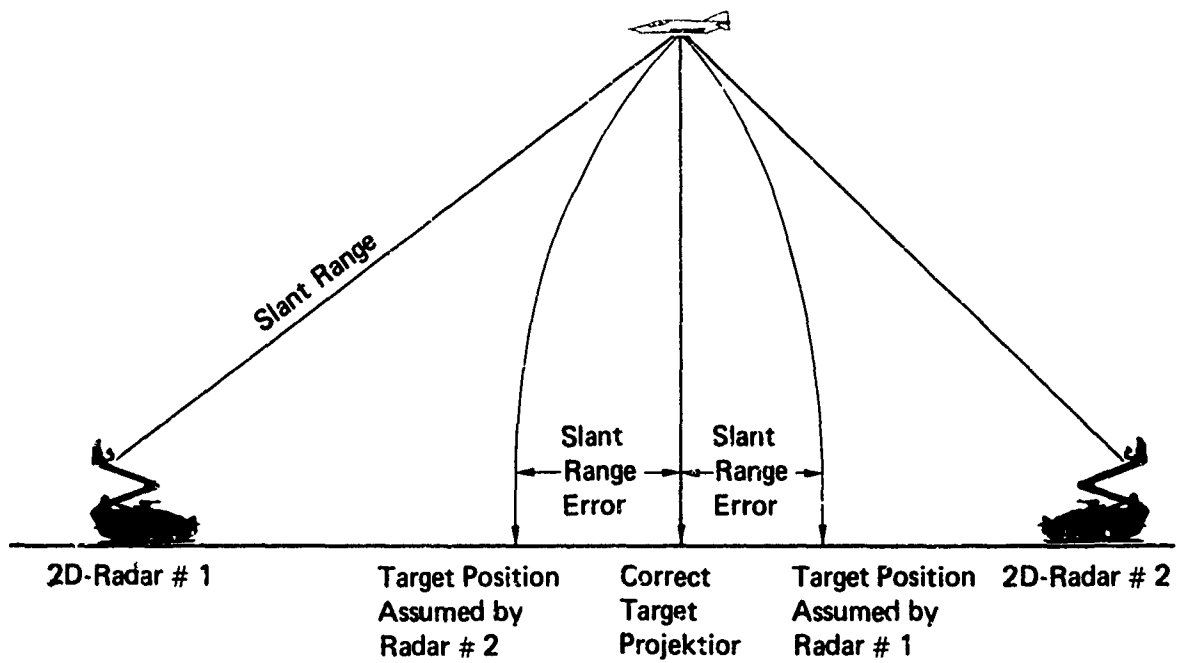 Slant Range
Slant
Range
Error
Slant
Range
Error
2D-Radar # 1
Target Position
Assumed by
Radar # 2
Correct
Target
Projektior
Target Position
Assumed by
Radar # 1
2D-Radar # 2